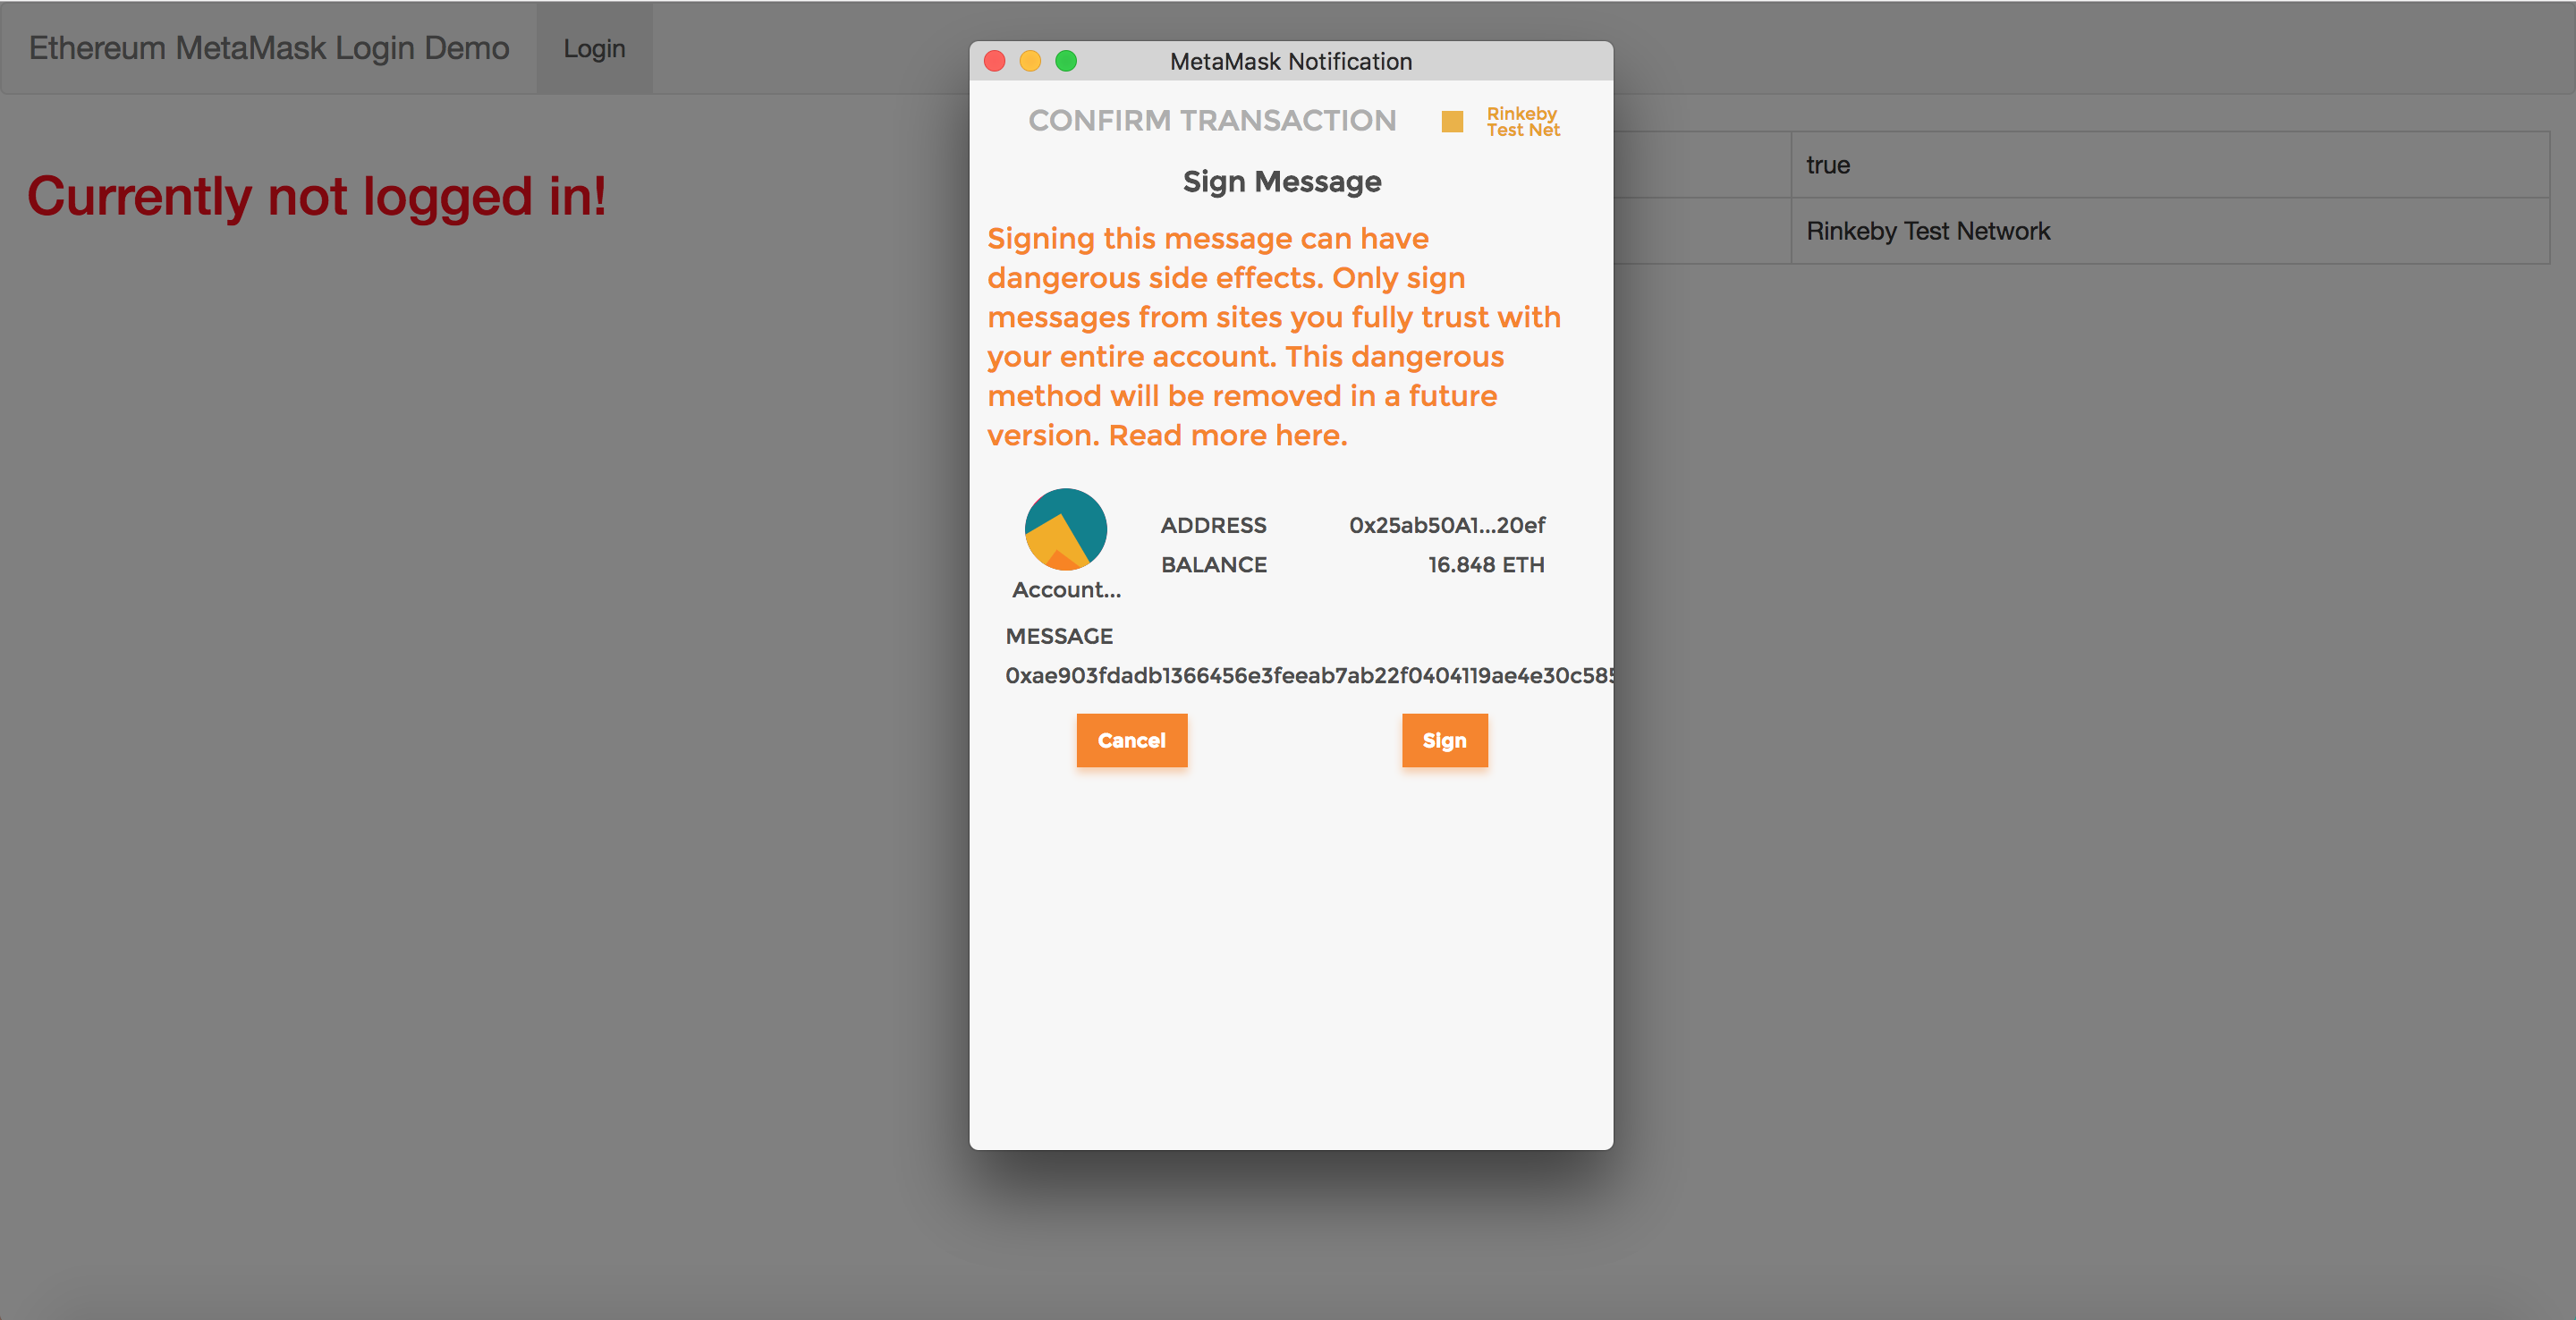 Ethereum MetaMask Login Demo
Login
Currently not logged in!
true
Rinkeby Test Network
MetaMask Notification
CONFIRM TRANSACTION
Rinkeby
Test Net
Sign Message
Signing this message can have
dangerous side effects. Only sign
messages from sites you fully trust with
your entire account. This dangerous
method will be removed in a future
version. Read more here.
ADDRESS 0x25ab50A1...20ef
BALANCE 16.848 ETH
Account...
MESSAGE
0xae903fdadb1366456e3feeab7ab22f0404119ae4e30c585
Cancel
Sign